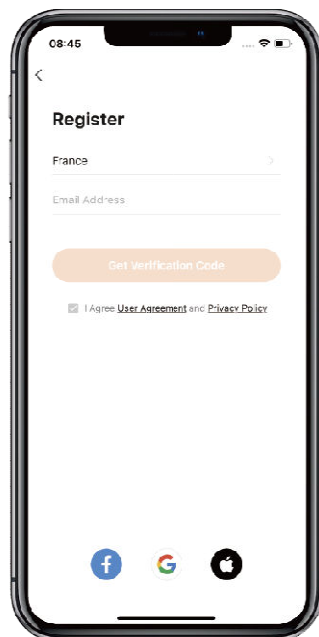 08:45
Register
France
Email Address
Get Verification Code
I Agree User Agreement and Privacy Policy